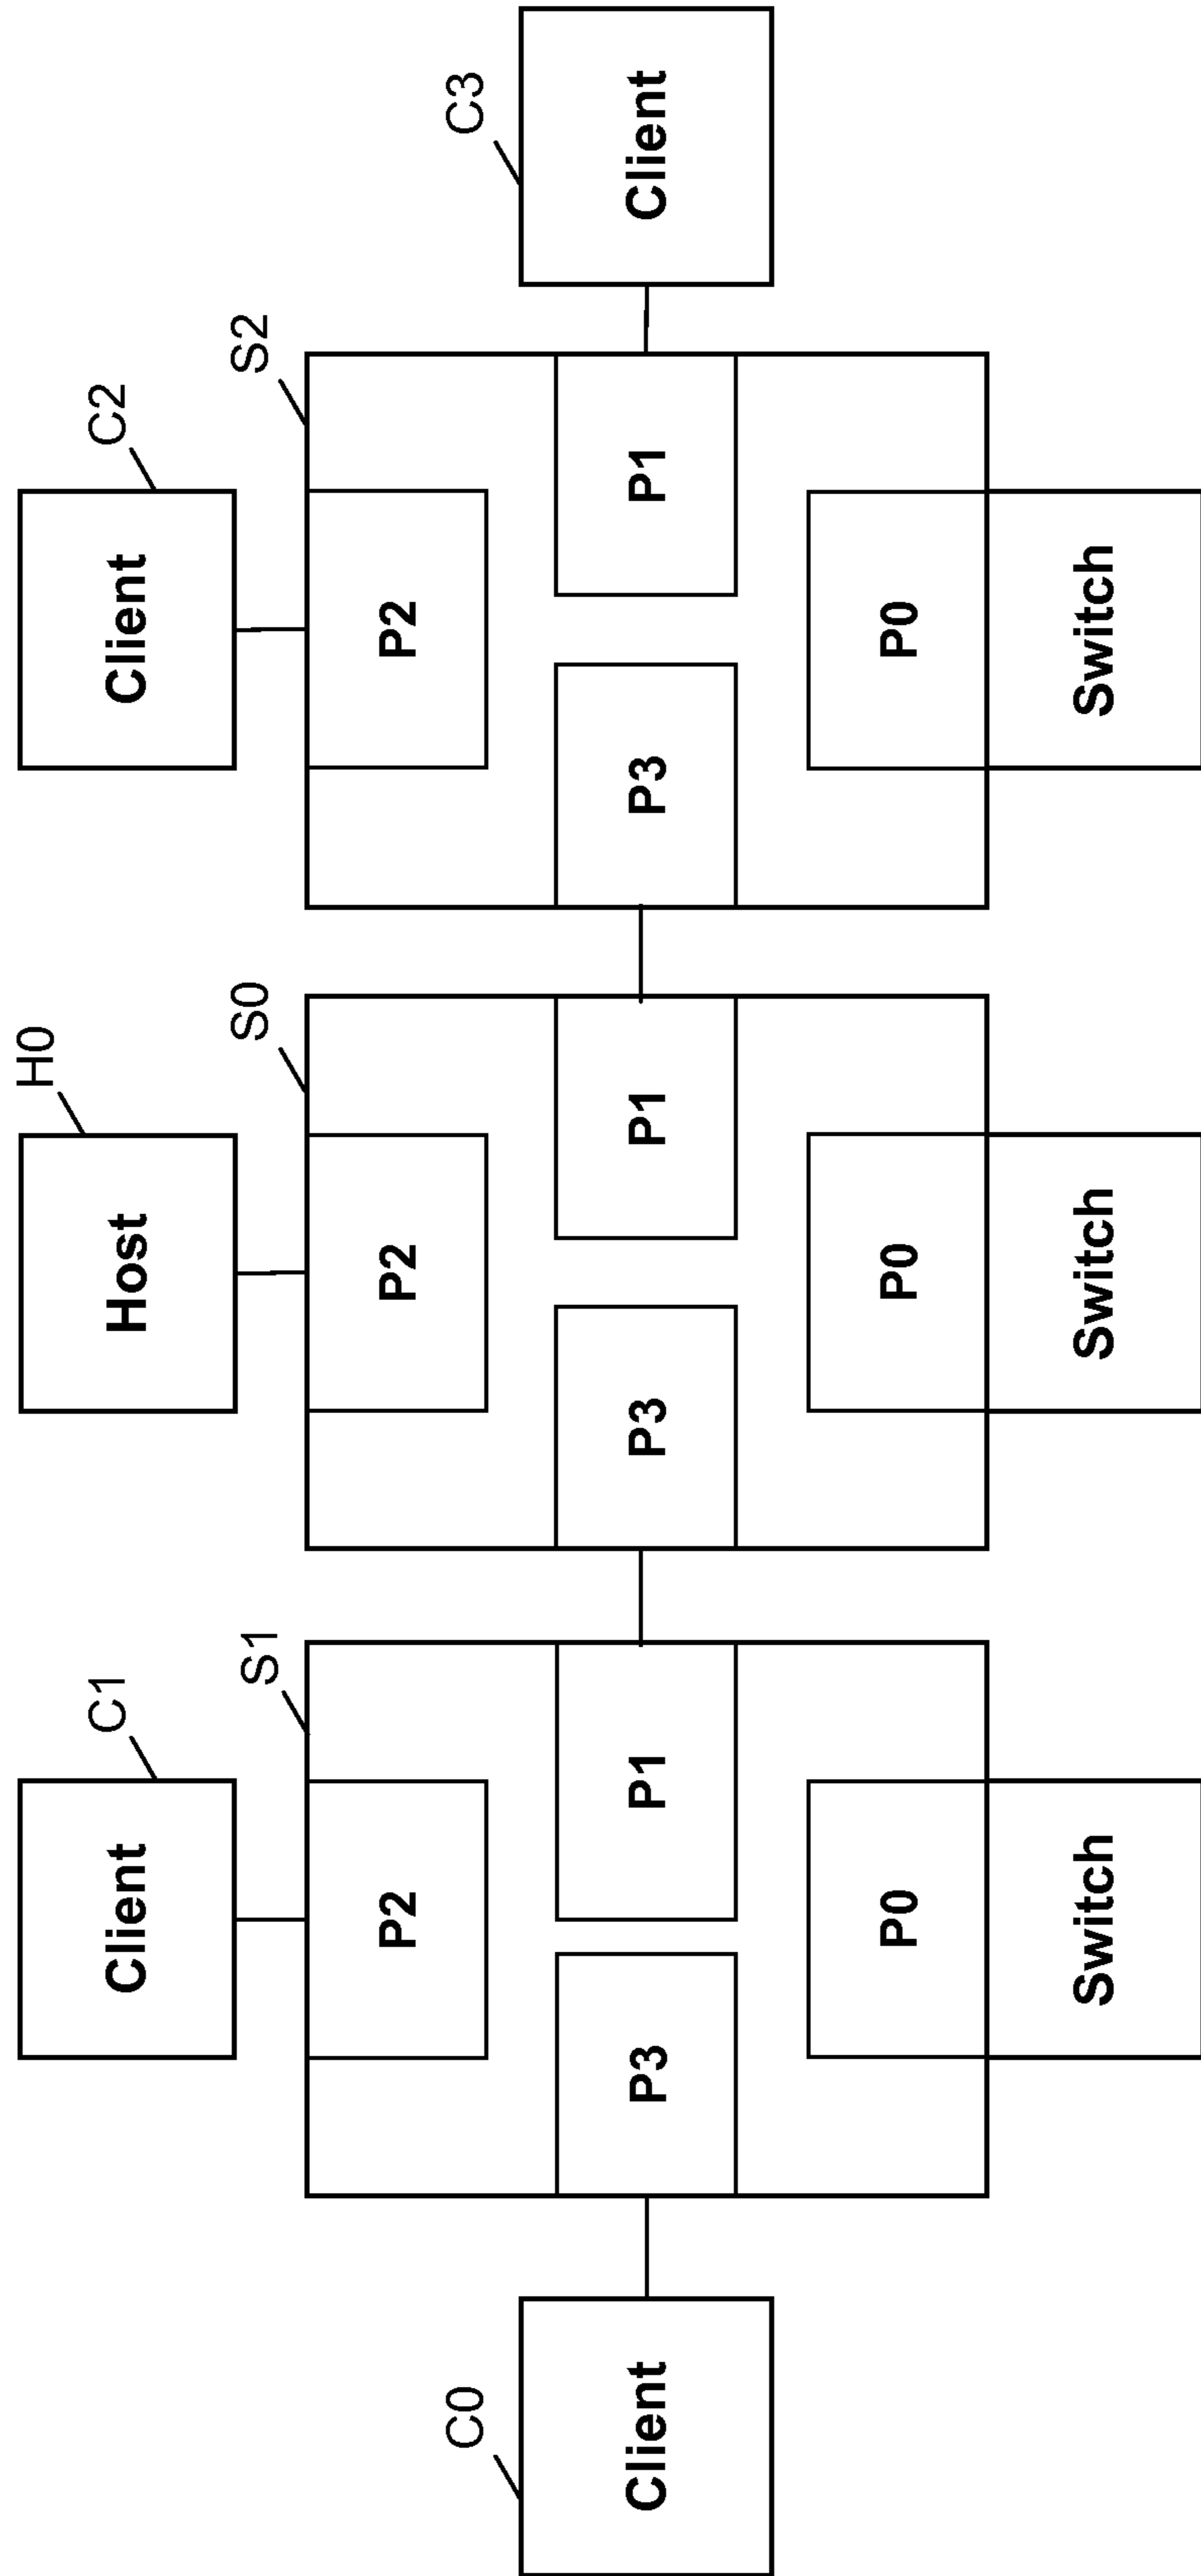 H0
C1
C2
Client
Host
Client
S1
S0
S2
P2
P2
P2
C0
C3
Client
P3
P1
P3
P1
P3
P1
Client
P0
P0
P0
Switch
Switch
Switch